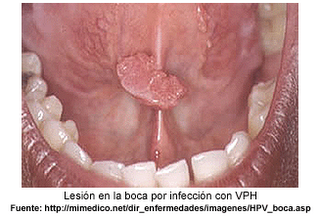 Lesión en la boca por infección con VPH
Fuente: http://mimedico.net/dir_enfermedades/imagenes/HPV_boca.asp